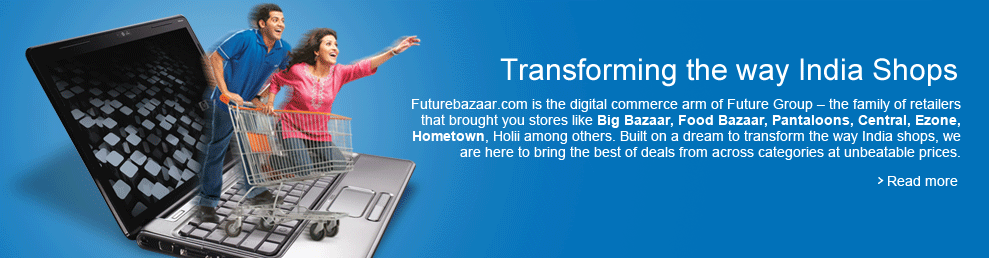 Transforming the way India Shops
Futurebazaar.com is the digital commerce arm of Future Group – the family of retailers
that brought you stores like Big Bazaar, Food Bazaar, Pantaloons, Central, Ezone,
Hometown, Holii among others. Built on a dream to transform the way India shops, we
are here to bring the best of deals from across categories at unbeatable prices.
> Read more